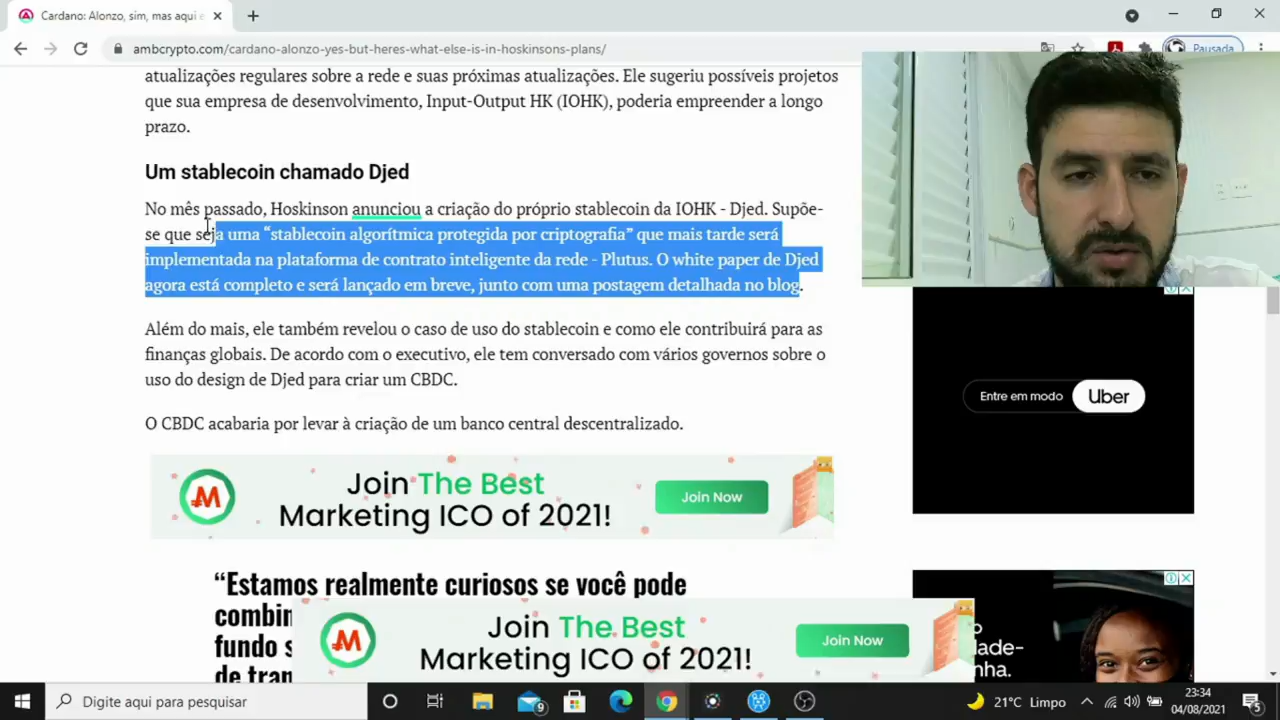 Cardano: Alonzo, sim, mas aqui e
ambcrypto.com/cardano-alonzo-yes-but-heres-what-else-is-in-hoskinsons-plans/
Pausada
atualizações regulares sobre a rede e suas próximas atualizações. Ele sugeriu possíveis projetos
que sua empresa de desenvolvimento, Input-Output HK (IOHK), poderia empreender a longo
prazo.
Um stablecoin chamado Djed
No mês passado, Hoskinson anunciou a criação do próprio stablecoin da IOHK - Djed. Supõe-
se que seja uma “stablecoin algorítmica protegida por criptografia” que mais tarde será
implementada na plataforma de contrato inteligente da rede - Plutus. O white paper de Djed
agora está completo e será lançado em breve, junto com uma postagem detalhada no blog.
Além do mais, ele também revelou o caso de uso do stablecoin e como ele contribuirá para as
finanças globais. De acordo com o executivo, ele tem conversado com vários governos sobre o
uso do design de Djed para criar um CBDC.
O CBDC acabaria por levar à criação de um banco central descentralizado.
Entre em modo Uber
Join The Best
Marketing ICO of 2021!
Join Now
“Estamos realmente curiosos se você pode
combin
fundo s
de tran
Join The Best
Marketing ICO of 2021!
Join Now
o
dade-
nha.
Digite aqui para pesquisar
9
21°C Limpo
23:34
04/08/2021
5